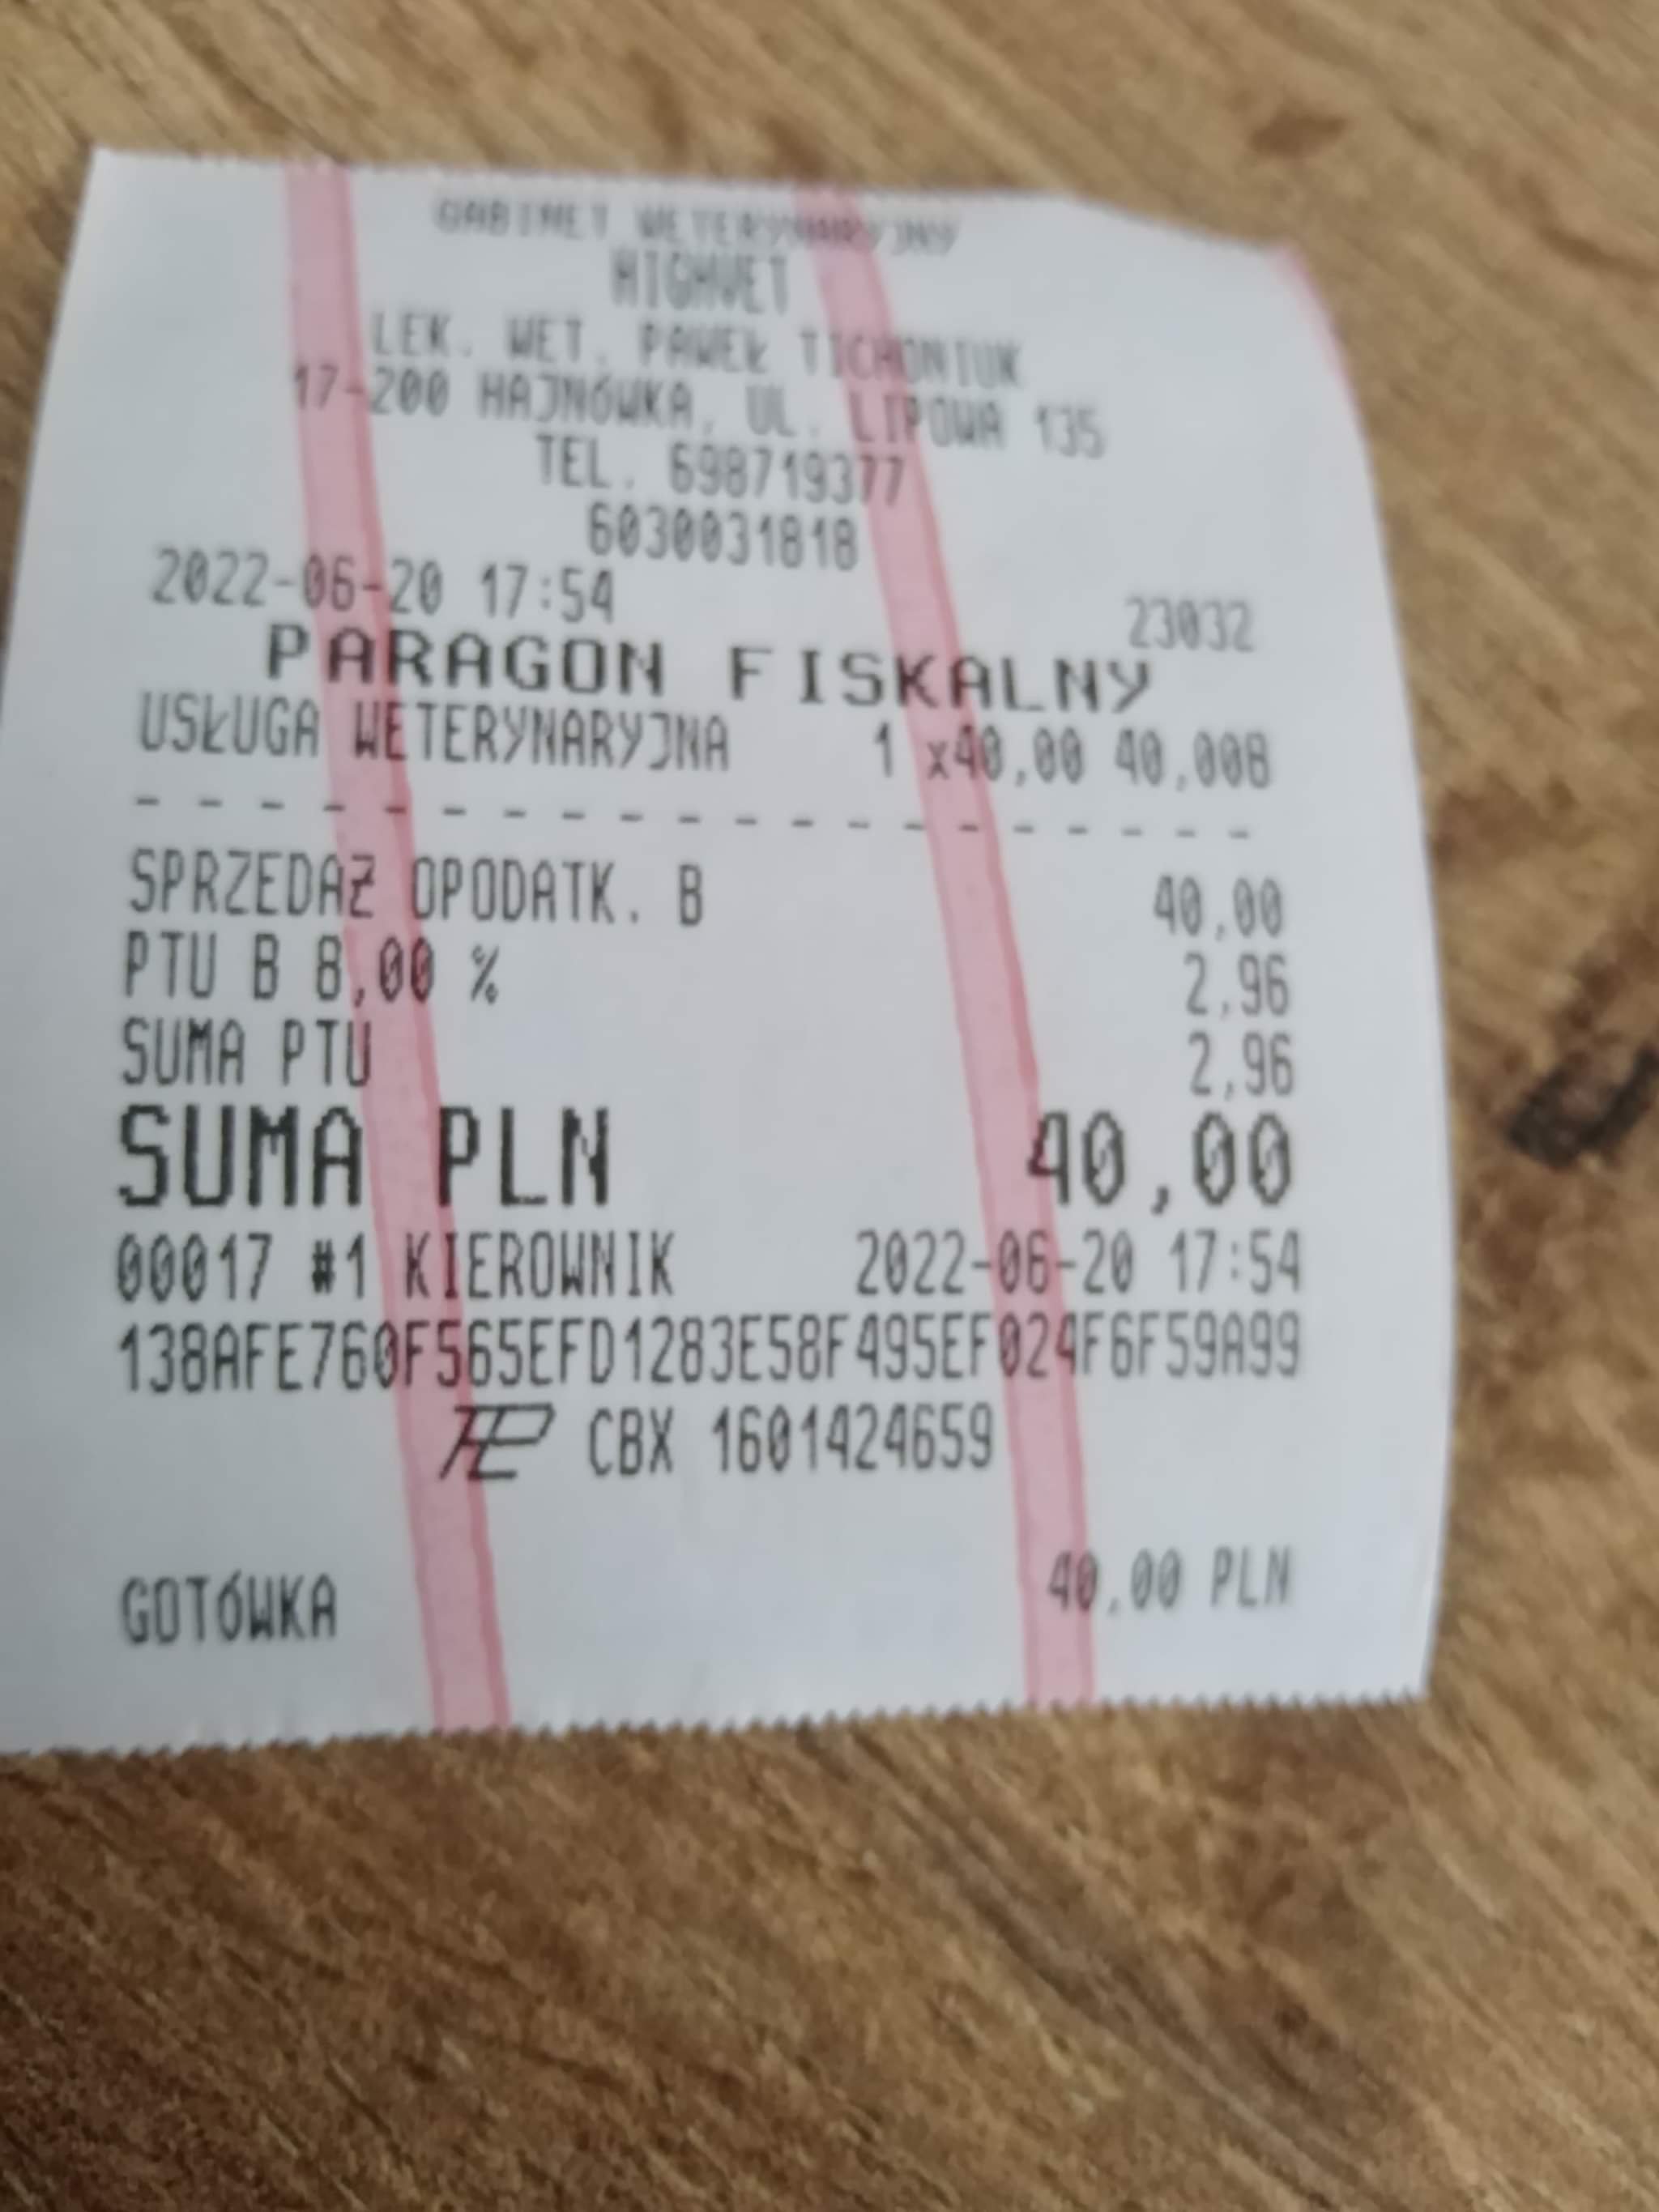 GABINET WETERYNARYJNY
HIGHVET
LEK. WET. PAWEŁ TICHONIUK
17-200 HAJNÓWKA, UL. LIPOWA 135
TEL. 698719377
6030031818
2022-06-20 17:54 23032
PARAGON FISKALNY
USŁUGA WETERYNARYJNA 1 x40,00 40,00B
- - - - - - - - - - - - - - - - - - -
SPRZEDAŻ OPODATK. B 40,00
PTU B 8,00 % 2,96
SUMA PTU 2,96
SUMA PLN 40,00
00017 #1 KIEROWNIK 2022-06-20 17:54
138AFE760F565EFD1283E58F495EF024F6F59A99
CBX 1601424659
GOTÓWKA 40,00 PLN